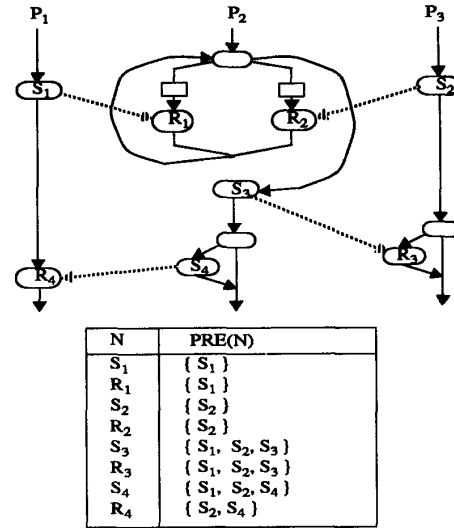 P1 P2 P3
S1 S2
R1 R2
S3
R3
R4 S4
N PRE(N)
S1 { S1 }
R1 { S1 }
S2 { S2 }
R2 { S2 }
S3 { S1, S2, S3 }
R3 { S1, S2, S3 }
S4 { S1, S2, S4 }
R4 { S2, S4 }